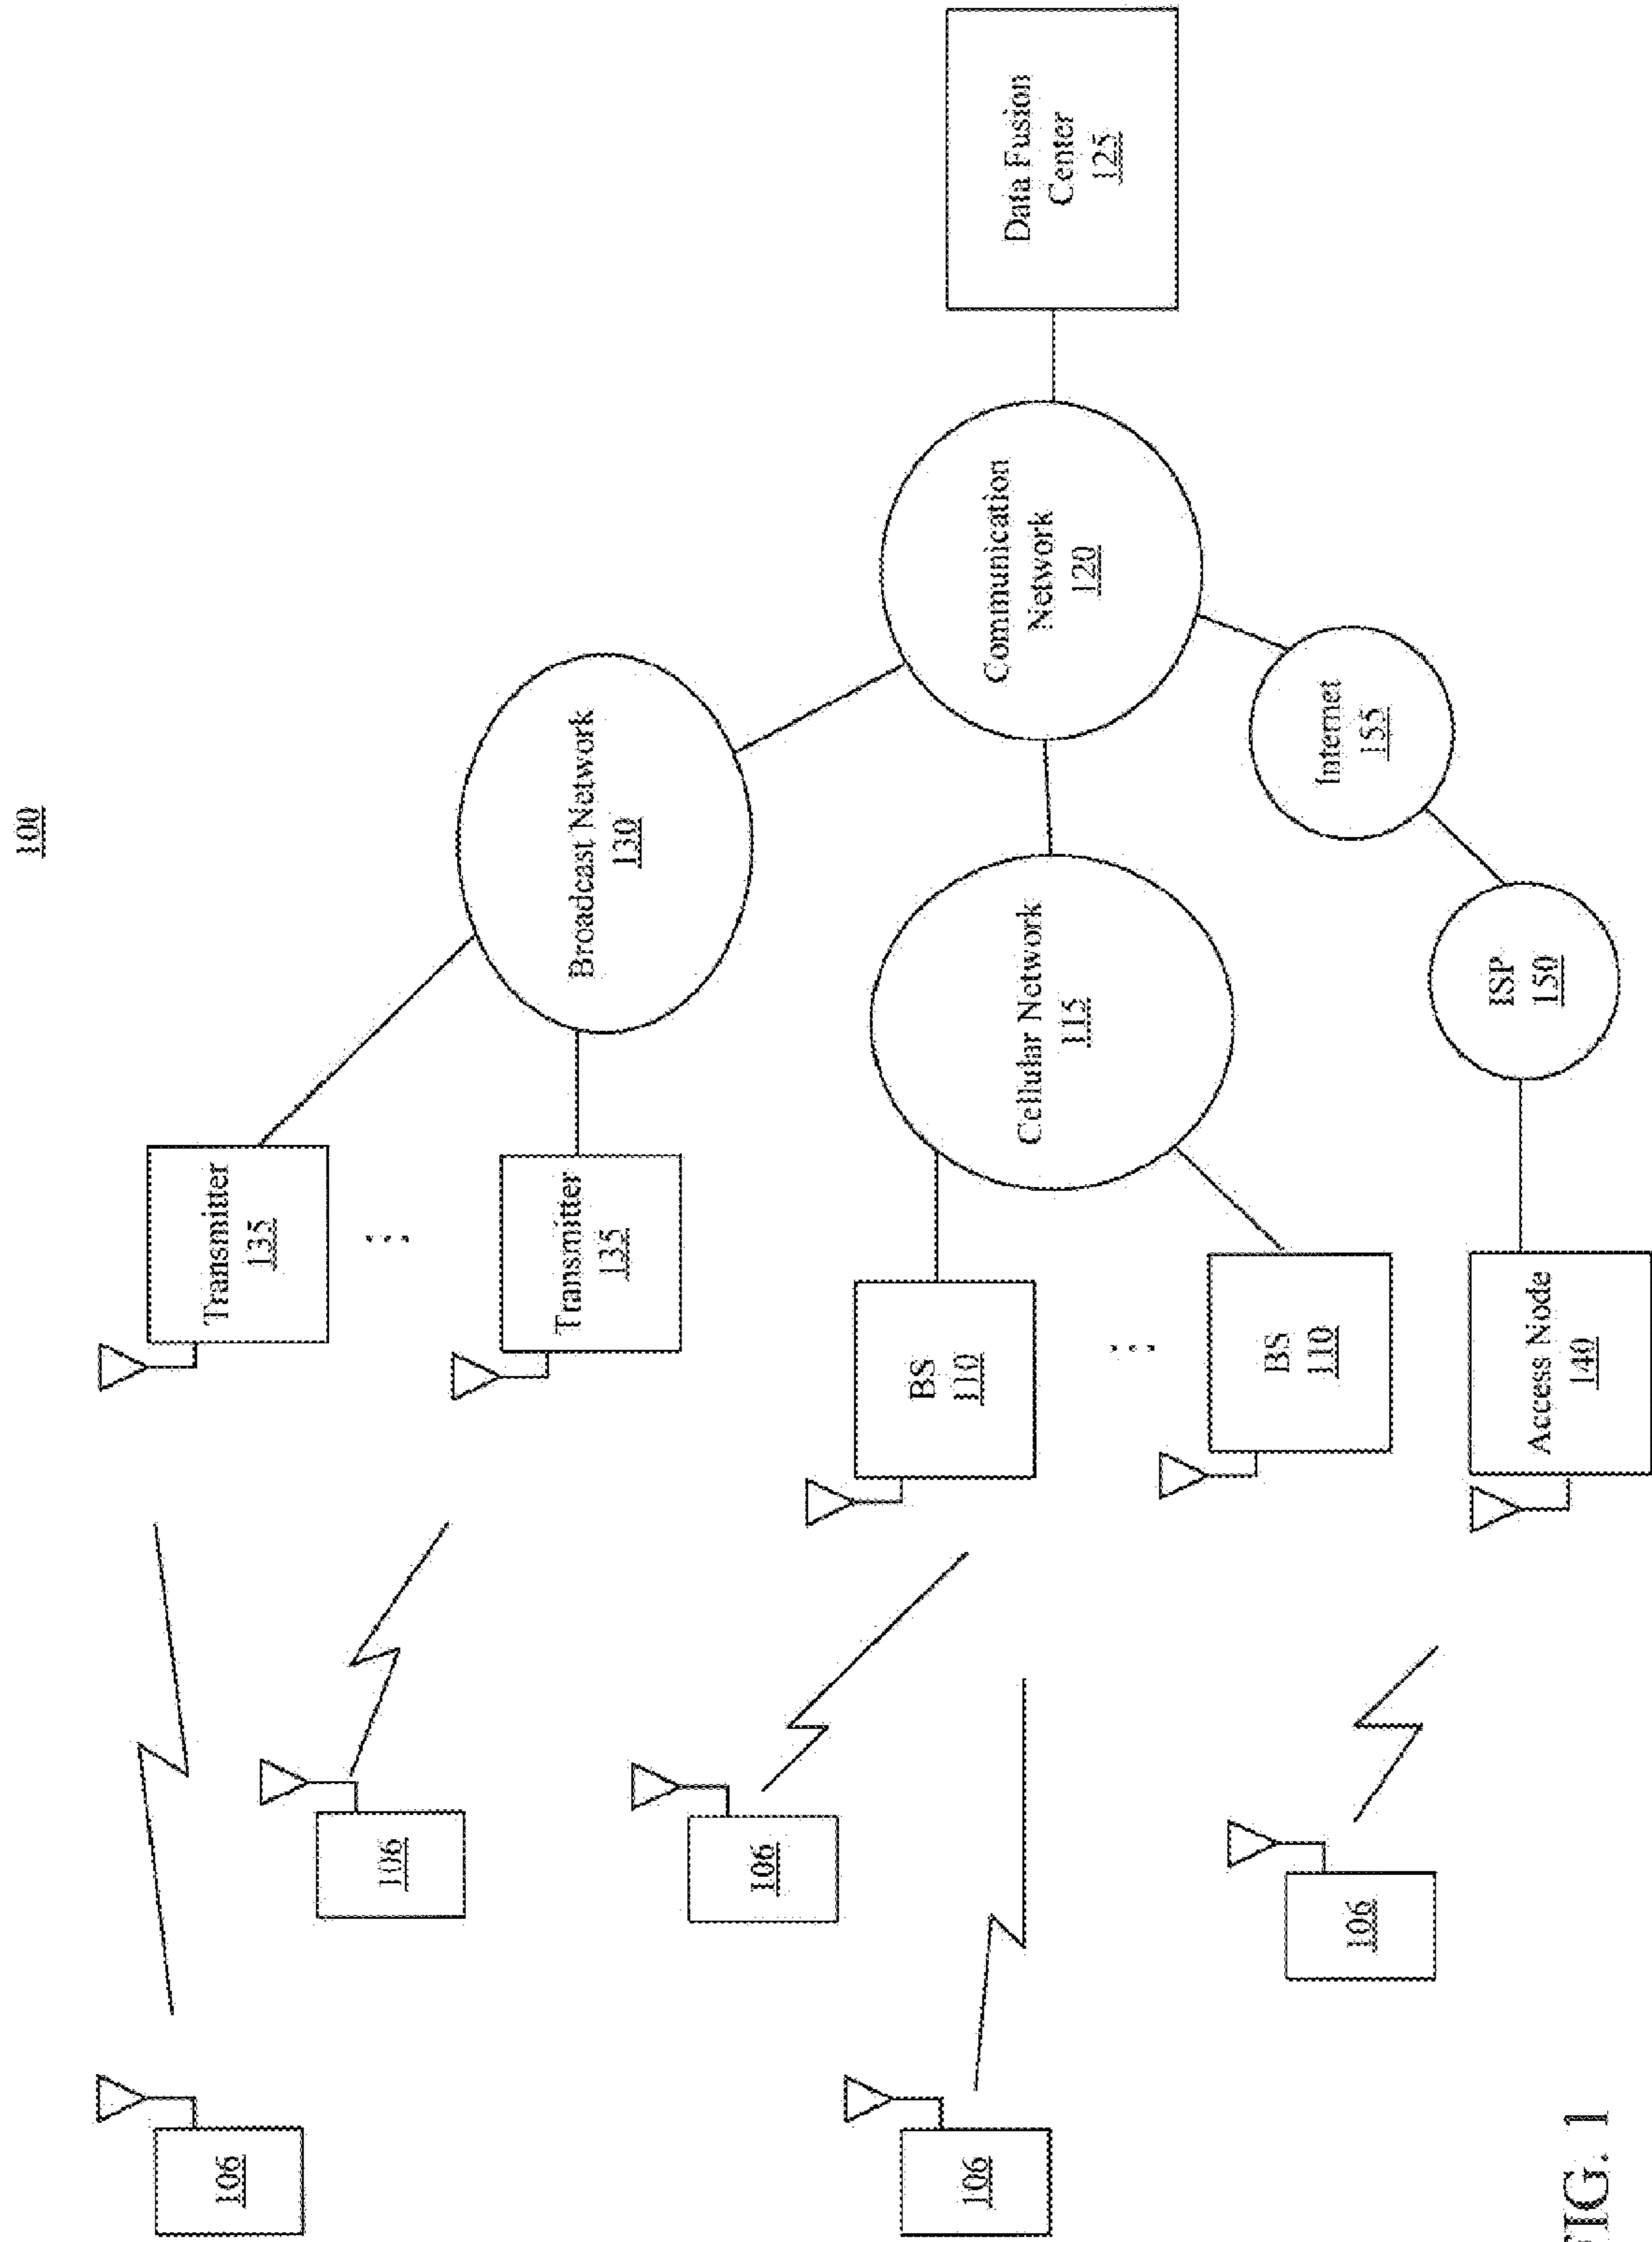 100
Transmitter
135
106
106
Transmitter
135
Broadcast Network
130
106
BS
110
106
Cellular Network
115
Communication
Network
120
Data Fusion
Center
125
BS
110
106
Internet
155
ISP
150
Access Node
140
FIG. 1